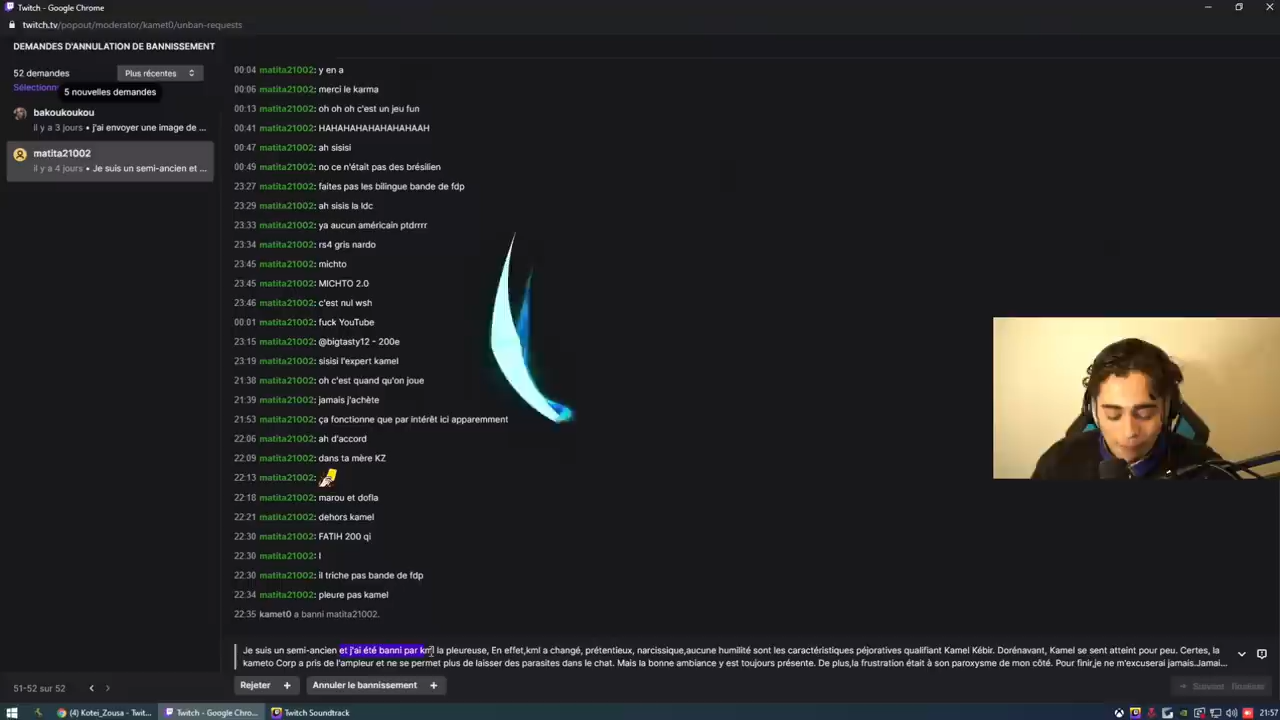 Twitch - Google Chrome
twitch.tv/popout/moderator/kamet0/unban-requests
DEMANDES D'ANNULATION DE BANNISSEMENT
52 demandes
Plus récentes
Sélectionn
5 nouvelles demandes
bakoukoukou
il y a 3 jours • j'ai envoyer une image de ...
matita21002
il y a 4 jours • Je suis un semi-ancien et ...
00:04 matita21002: y en a
00:06 matita21002: merci le karma
00:13 matita21002: oh oh oh c'est un jeu fun
00:41 matita21002: HAHAHAHAHAHAHAHAAH
00:47 matita21002: ah sisisi
00:49 matita21002: no ce n'était pas des brésilien
23:27 matita21002: faites pas les bilingue bande de fdp
23:29 matita21002: ah sisis la ldc
23:33 matita21002: ya aucun américain ptdrrrr
23:34 matita21002: rs4 gris nardo
23:45 matita21002: michto
23:45 matita21002: MICHTO 2.0
23:46 matita21002: c'est nul wsh
00:01 matita21002: fuck YouTube
23:15 matita21002: @bigtasty12 - 200e
23:19 matita21002: sisisi l'expert kamel
21:38 matita21002: oh c'est quand qu'on joue
21:39 matita21002: jamais j'achète
21:53 matita21002: ça fonctionne que par intérêt ici apparemment
22:06 matita21002: ah d'accord
22:09 matita21002: dans ta mère KZ
22:13 matita21002:
22:18 matita21002: marou et dofla
22:21 matita21002: dehors kamel
22:30 matita21002: FATIH 200 qi
22:30 matita21002: l
22:30 matita21002: il triche pas bande de fdp
22:34 matita21002: pleure pas kamel
22:35 kamet0 a banni matita21002.
Je suis un semi-ancien et j'ai été banni par kml la pleureuse, En effet,kml a changé, prétentieux, narcissique,aucune humilité sont les caractéristiques péjoratives qualifiant Kamel Kébir. Dorénavant, Kamel se sent atteint pour peu. Certes, la
kameto Corp a pris de l'ampleur et ne se permet plus de laisser des parasites dans le chat. Mais la bonne ambiance y est toujours présente. De plus,la frustration était à son paroxysme de mon côté. Pour finir,je ne m'excuserai jamais.Jamai...
51-52 sur 52
Rejeter +
Annuler le bannissement +
Suivant Finaliser
(4) Kotei_Zousa - Twit...
Twitch - Google Chro...
Twitch Soundtrack
21:57